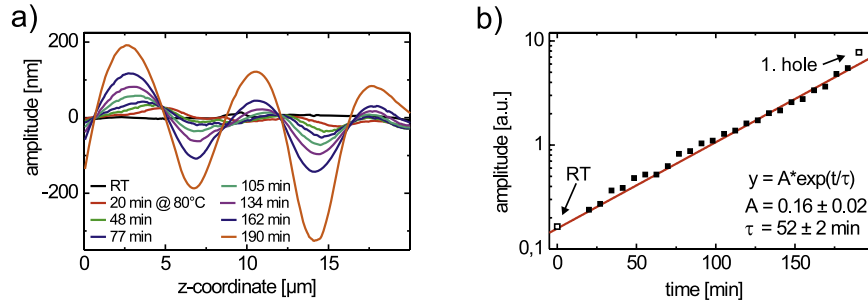 a)
200
0
-200
amplitude [nm]
RT
20 min @ 80°C
48 min
77 min
105 min
134 min
162 min
190 min
0 5 10 15
z-coordinate [µm]
b)
10
1
0,1
amplitude [a.u.]
1. hole
RT
y = A*exp(t/τ)
A = 0.16 ± 0.02
τ = 52 ± 2 min
0 50 100 150
time [min]